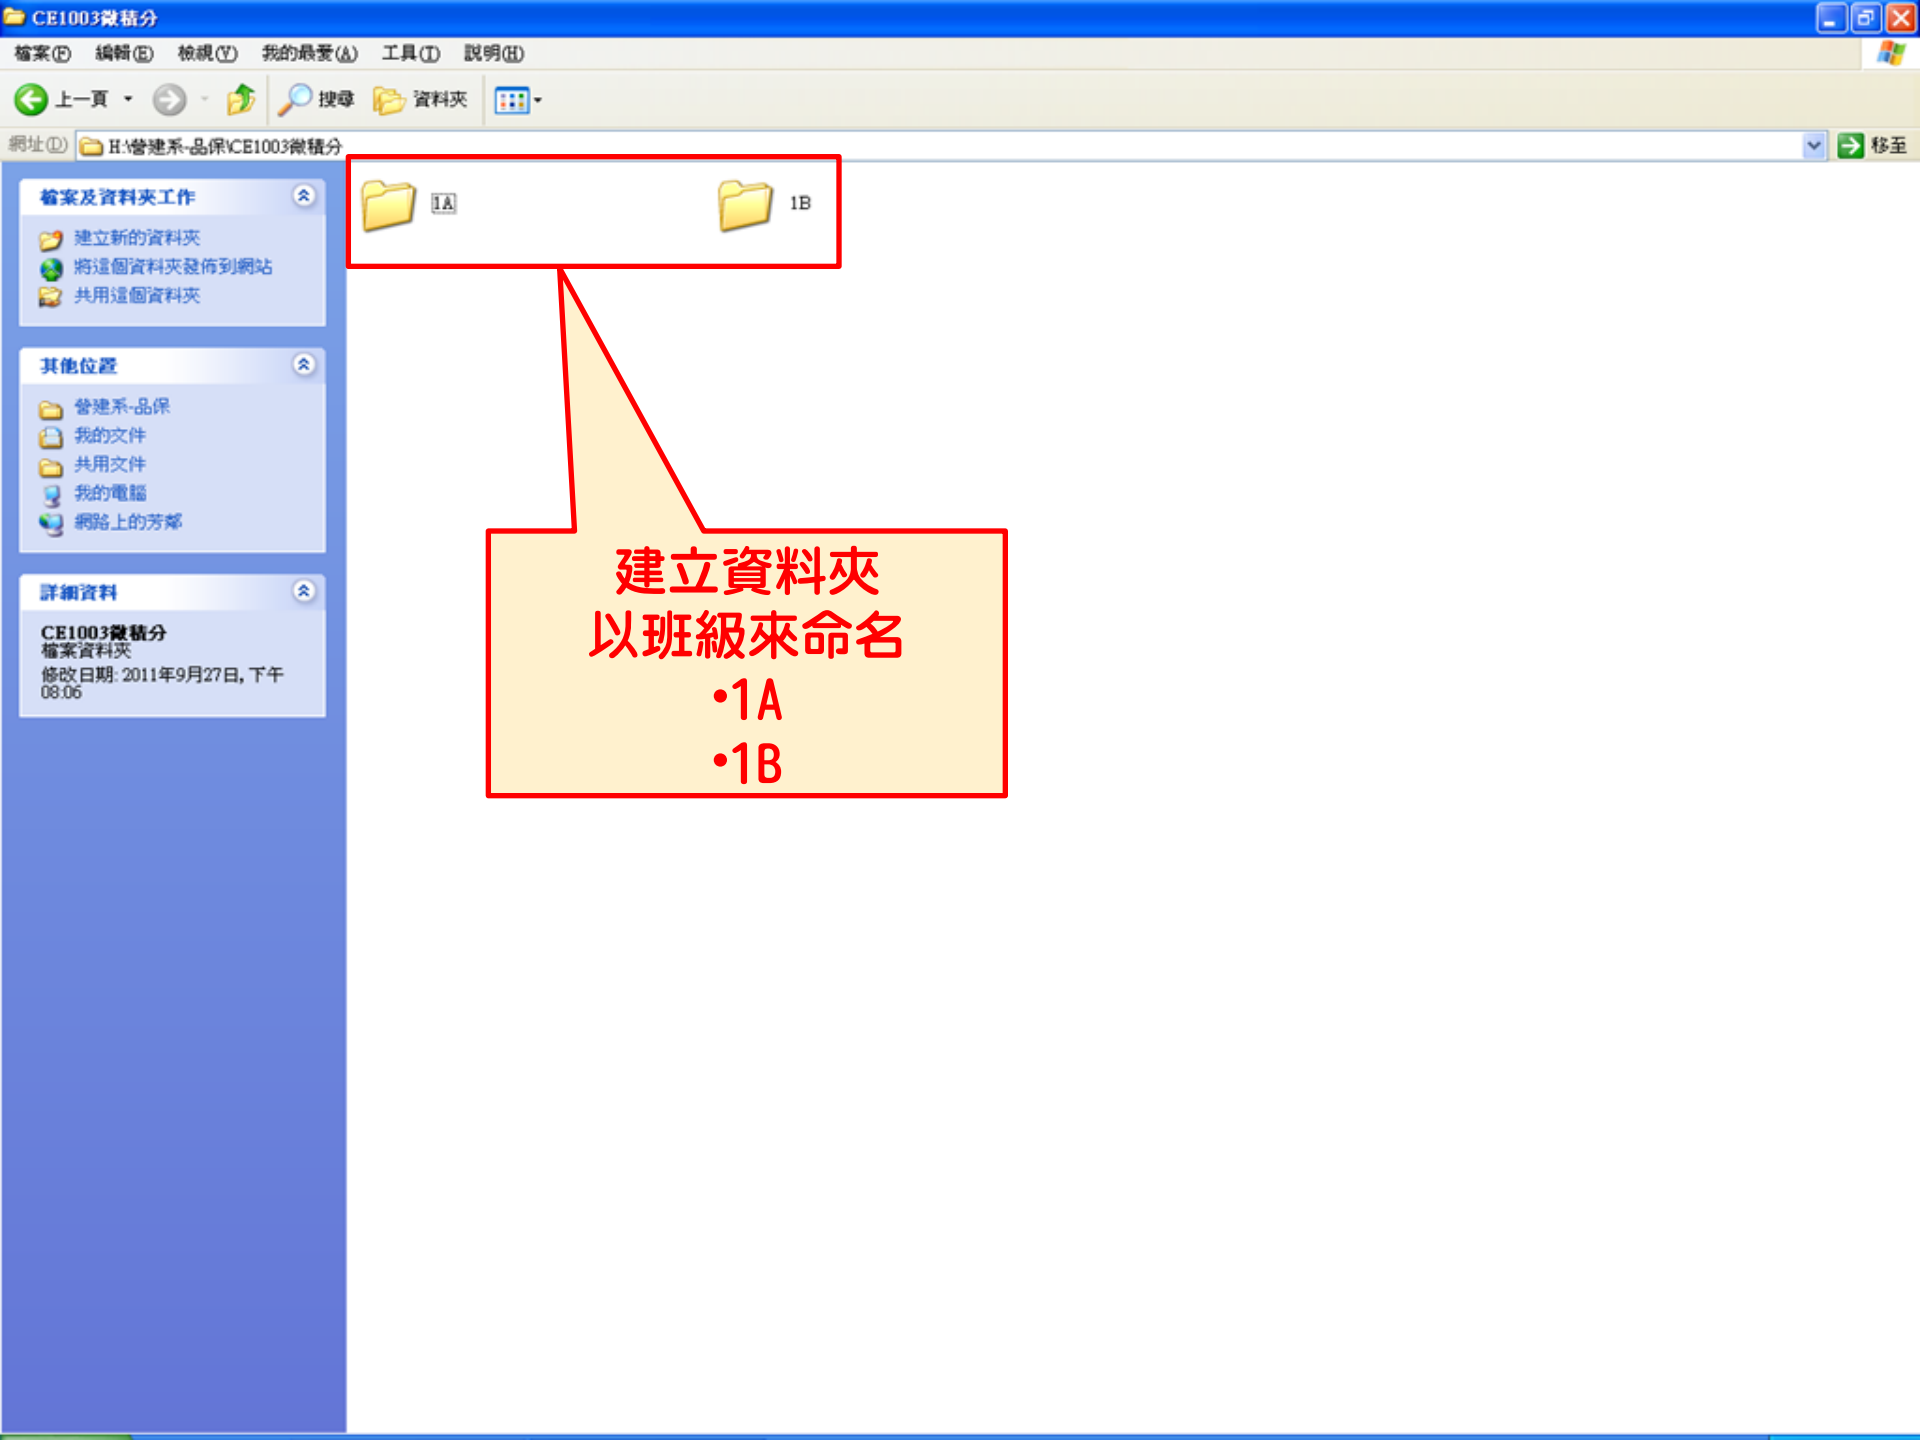 CE1003微積分
檔案(F) 編輯(E) 檢視(V) 我的最愛(A) 工具(T) 說明(H)
上一頁 搜尋 資料夾
網址(D) H:\營建系-品保\CE1003微積分 移至
檔案及資料夾工作
建立新的資料夾
將這個資料夾發佈到網站
共用這個資料夾
其他位置
營建系-品保
我的文件
共用文件
我的電腦
網路上的芳鄰
詳細資料
CE1003微積分
檔案資料夾
修改日期: 2011年9月27日, 下午
08:06
1A 1B
建立資料夾
以班級來命名
•1A
•1B